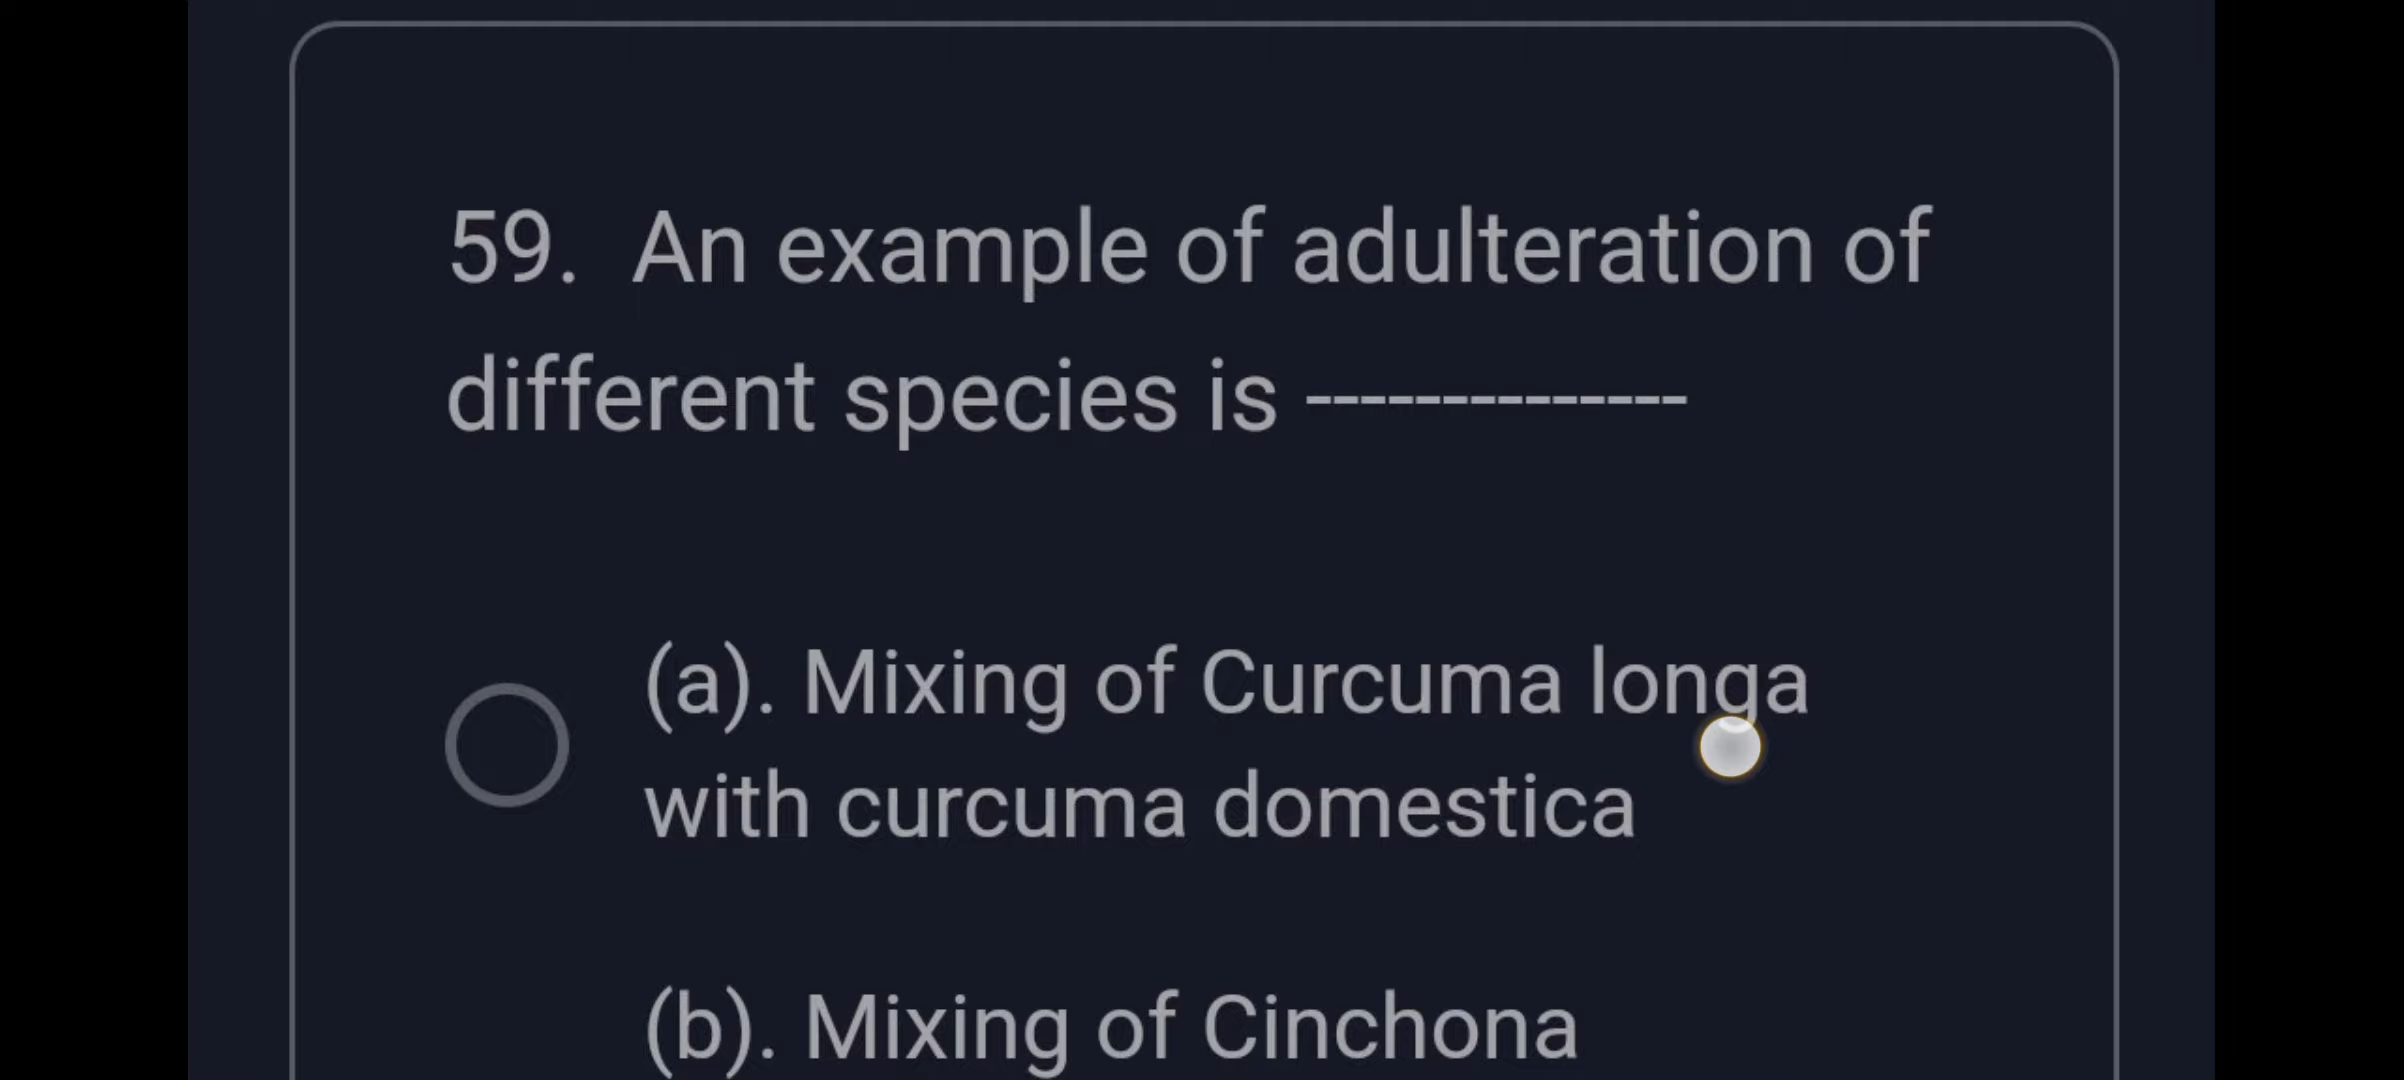 59. An example of adulteration of
different species is --------------
(a). Mixing of Curcuma longa
with curcuma domestica
(b). Mixing of Cinchona